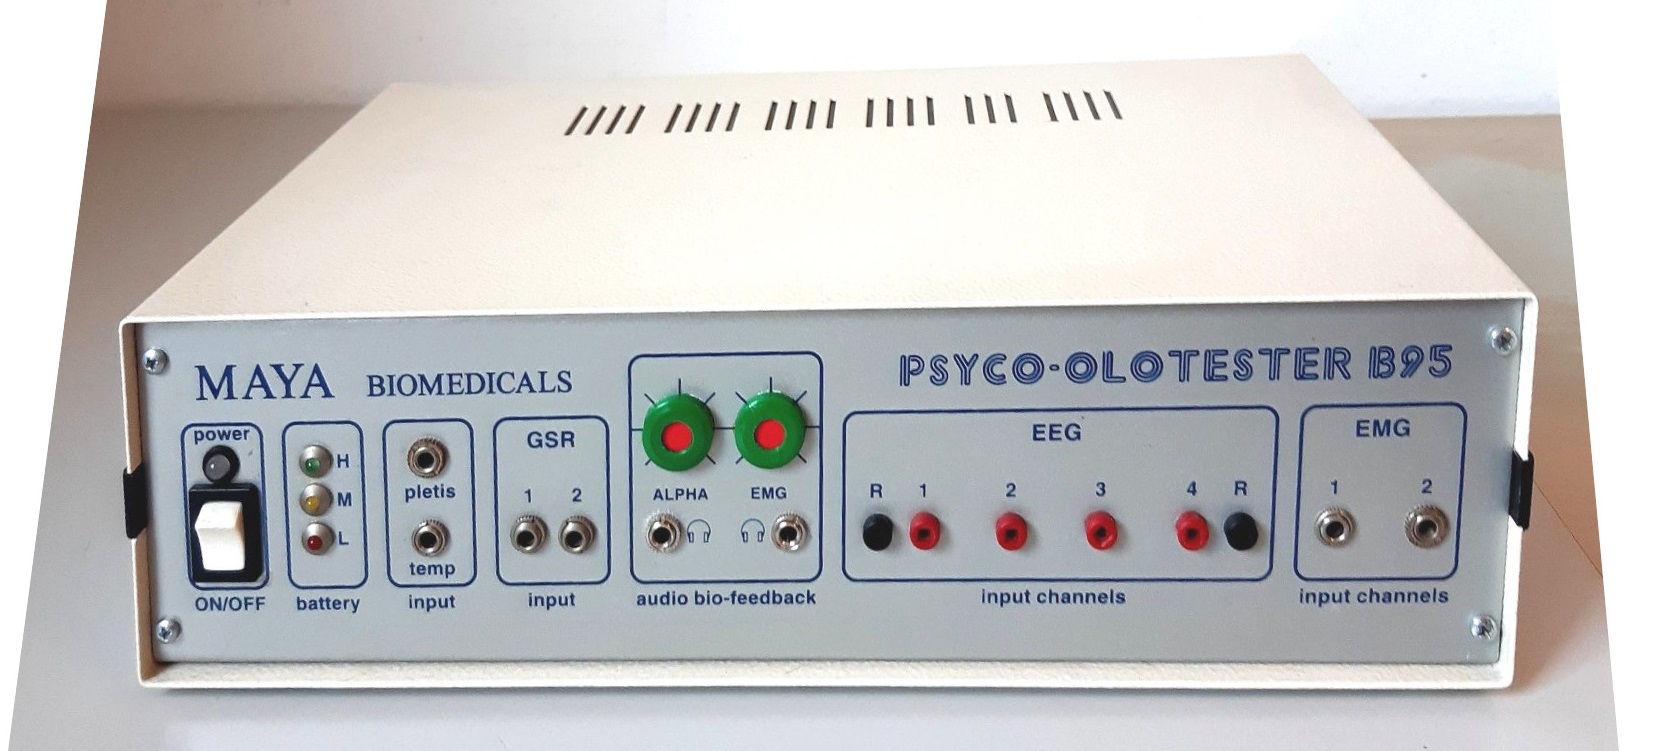 MAYA BIOMEDICALS
PSYCO-OLOTESTER B95
power
ON/OFF
H
M
L
battery
pletis
temp
input
GSR
1 2
input
ALPHA EMG
audio bio-feedback
EEG
R 1 2 3 4 R
input channels
EMG
1 2
input channels